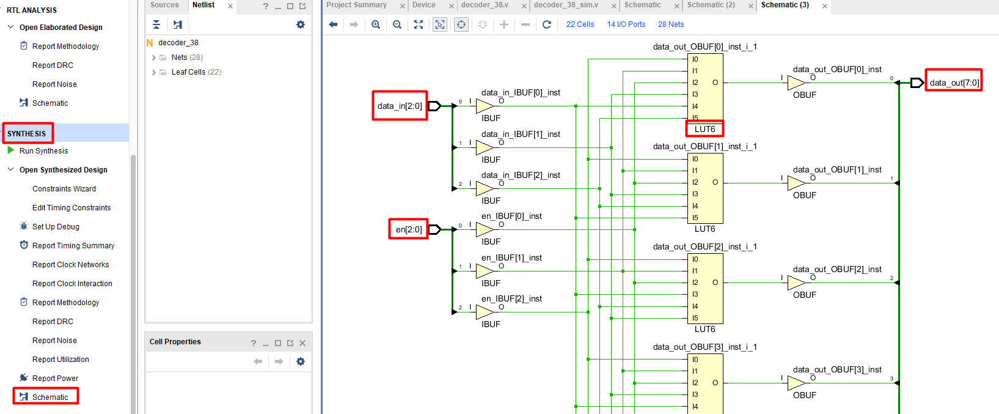 RTL ANALYSIS
Open Elaborated Design
Report Methodology
Report DRC
Report Noise
Schematic
SYNTHESIS
Run Synthesis
Open Synthesized Design
Constraints Wizard
Edit Timing Constraints
Set Up Debug
Report Timing Summary
Report Clock Networks
Report Clock Interaction
Report Methodology
Report DRC
Report Noise
Report Utilization
Report Power
Schematic
Sources
Netlist
?
N decoder_38
Nets (28)
Leaf Cells (22)
Cell Properties
?
Project Summary
Device
decoder_38.v
decoder_38_sim.v
Schematic
Schematic (2)
Schematic (3)
22 Cells
14 I/O Ports
28 Nets
data_in[2:0]
0 I data_in_IBUF[0]_inst O
IBUF
1 I data_in_IBUF[1]_inst O
IBUF
2 I data_in_IBUF[2]_inst O
IBUF
en[2:0]
0 I en_IBUF[0]_inst O
IBUF
1 I en_IBUF[1]_inst O
IBUF
2 I en_IBUF[2]_inst O
IBUF
data_out_OBUF[0]_inst_i_1
I0
I1
I2 O
I3
I4
I5
LUT6
data_out_OBUF[1]_inst_i_1
I0
I1
I2 O
I3
I4
I5
LUT6
data_out_OBUF[2]_inst_i_1
I0
I1
I2 O
I3
I4
I5
LUT6
data_out_OBUF[3]_inst_i_1
I0
I1
I2 O
I3
I4
data_out_OBUF[0]_inst
I O 0
OBUF
data_out[7:0]
data_out_OBUF[1]_inst
I O 1
OBUF
data_out_OBUF[2]_inst
I O 2
OBUF
data_out_OBUF[3]_inst
I O 3
OBUF